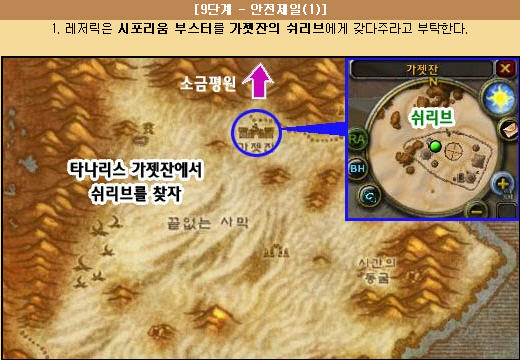 [9단계 - 안전제일(1)]
1. 레저릭은 시포리움 부스터를 가젯잔의 쉬리브에게 갖다주라고 부탁한다.
소금평원
가젯잔
타나리스 가젯잔에서
쉬리브를 찾자
끝없는 사막
시간의
동굴
가젯잔
N
쉬리브
RA
BH